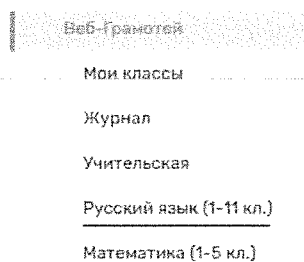 Веб-Грамотей
Мои классы
Журнал
Учительская
Русский язык (1-11 кл.)
Математика (1-5 кл.)